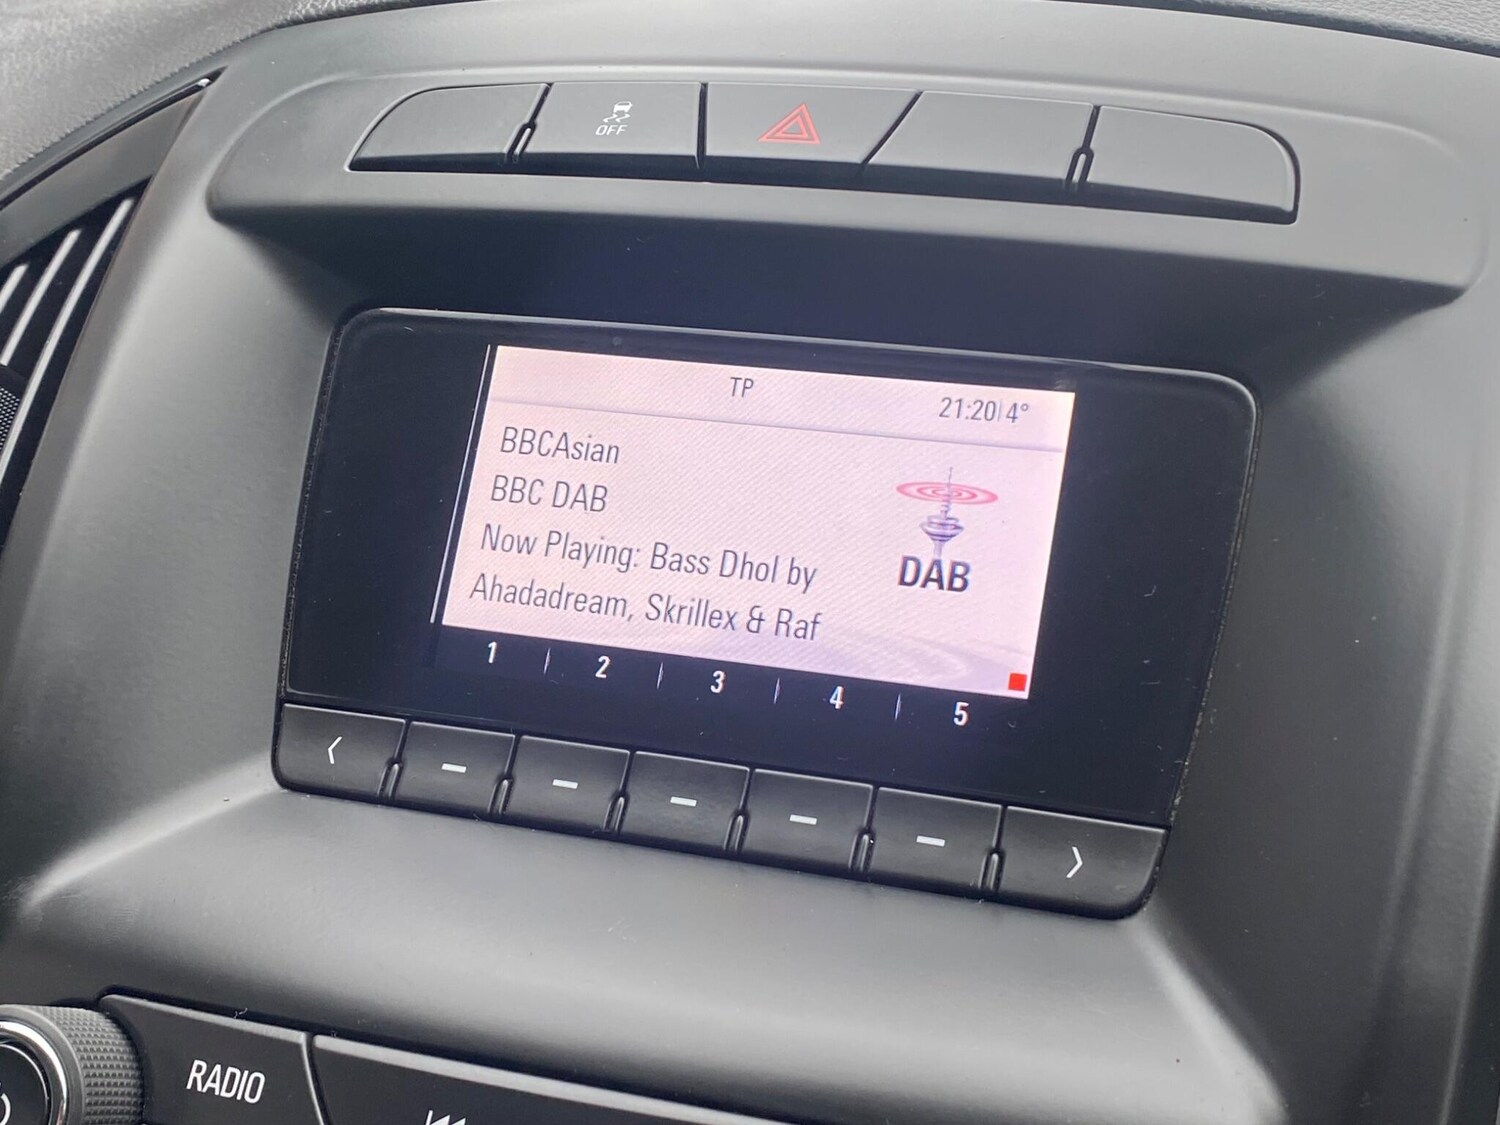 OFF
TP
21:20 4°
BBCAsian
BBC DAB
Now Playing: Bass Dhol by
Ahadadream, Skrillex & Raf
DAB
1 2 3 4 5
RADIO